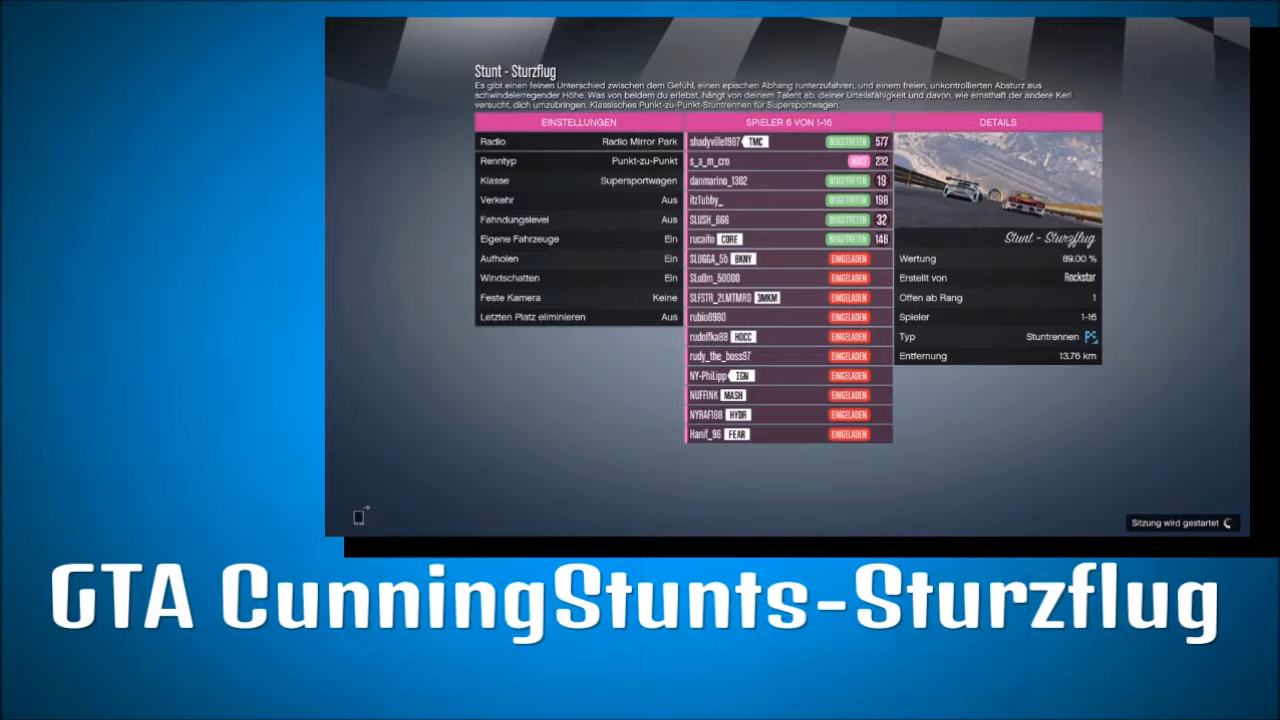 Stunt - Sturzflug
Es gibt einen feinen Unterschied zwischen dem Gefühl, einen epischen Abhang runterzufahren, und einem freien, unkontrollierten Absturz aus
schwindelerregender Höhe. Was von beidem du erlebst, hängt von deinem Talent ab, deiner Urteilsfähigkeit und davon, wie ernsthaft der andere Kerl
versucht, dich umzubringen. Klassisches Punkt-zu-Punkt-Stuntrennen für Supersportwagen.
EINSTELLUNGEN
Radio Radio Mirror Park
Renntyp Punkt-zu-Punkt
Klasse Supersportwagen
Verkehr Aus
Fahndungslevel Aus
Eigene Fahrzeuge Ein
Aufholen Ein
Windschatten Ein
Feste Kamera Keine
Letzten Platz eliminieren Aus
SPIELER 6 VON 1-16
shadyville1987 TMC BEIGETRETEN 577
s_a_m_cro HOST 232
danmarino_1302 BEIGETRETEN 19
itzTubby_ BEIGETRETEN 198
SLUSH_666 BEIGETRETEN 32
rucaito CORE BEIGETRETEN 146
SLUGGA_5b BKNY EINGELADEN
SLo0m_50000 EINGELADEN
SLFSTR_2LMTMRD 3MKM EINGELADEN
rubio8980 EINGELADEN
rudolfka88 HOCC EINGELADEN
rudy_the_boss97 EINGELADEN
NY-PhiLipp IGN EINGELADEN
NUFFINK MASH EINGELADEN
NYRAF188 HYDR EINGELADEN
Hanif_96 FEAR EINGELADEN
DETAILS
Stunt - Sturzflug
Wertung 89.00 %
Erstellt von Rockstar
Offen ab Rang 1
Spieler 1-16
Typ Stuntrennen
Entfernung 13.76 km
Sitzung wird gestartet
GTA CunningStunts-Sturzflug